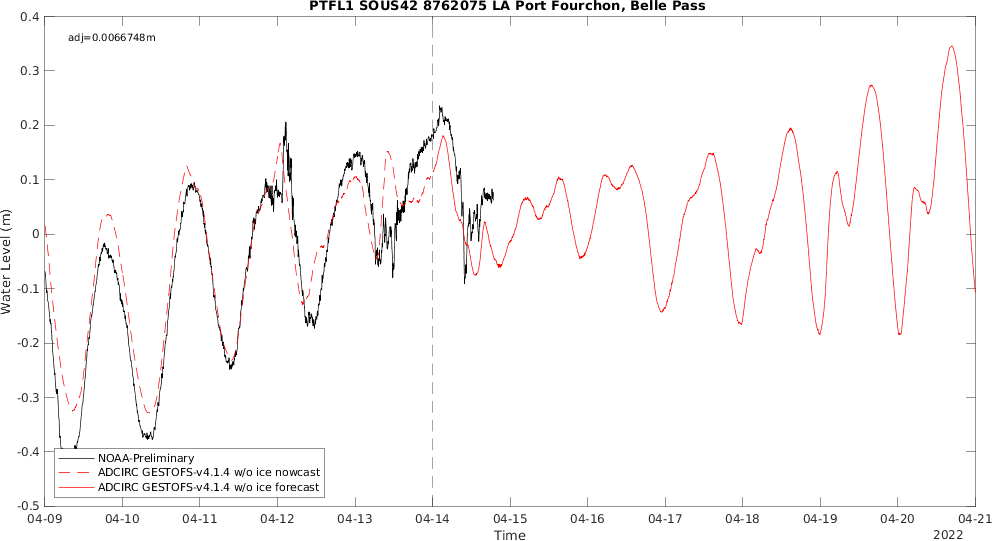 PTFL1 SOUS42 8762075 LA Port Fourchon, Belle Pass
adj=0.0066748m
Water Level (m)
0.4
0.3
0.2
0.1
0
-0.1
-0.2
-0.3
-0.4
-0.5
NOAA-Preliminary
ADCIRC GESTOFS-v4.1.4 w/o ice nowcast
ADCIRC GESTOFS-v4.1.4 w/o ice forecast
04-09 04-10 04-11 04-12 04-13 04-14 04-15 04-16 04-17 04-18 04-19 04-20 04-21
Time
2022